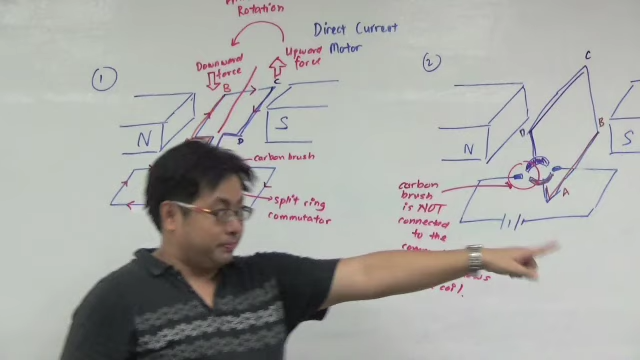 Rotation
Direct Current
Motor
Downward
force
Upward
force
1
B
C
N
S
D
carbon brush
split ring
commutator
2
C
B
D
N
S
A
carbon
brush
is NOT
connected
to the
coil!